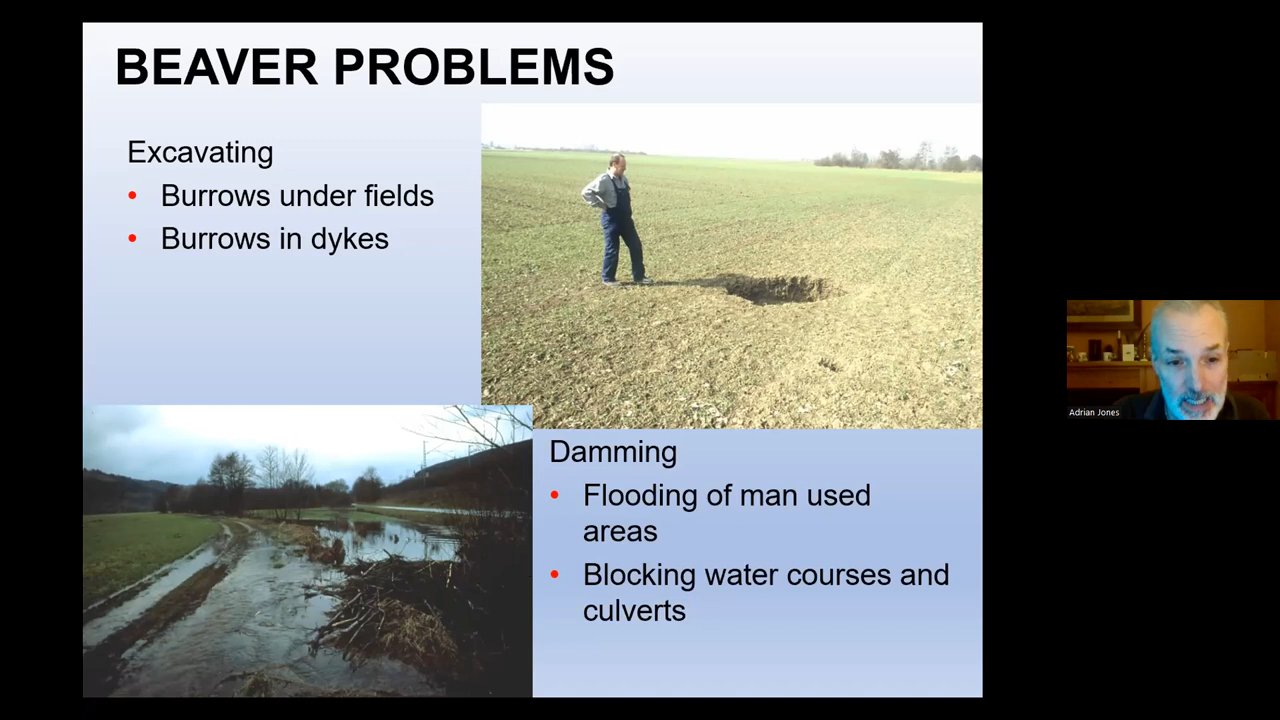 BEAVER PROBLEMS
Excavating
• Burrows under fields
• Burrows in dykes
Damming
• Flooding of man used
areas
• Blocking water courses and
culverts
Adrian Jones